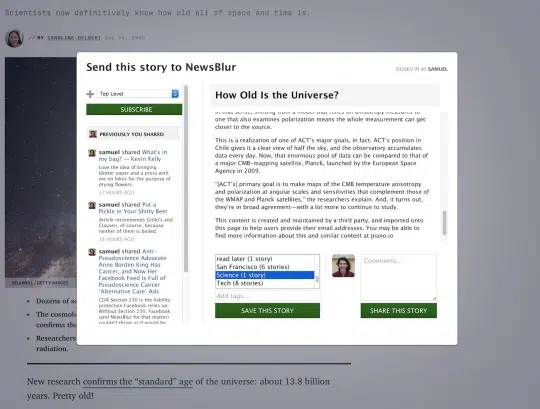 Scientists now definitively know how old all of space and time is.
// BY CAROLINE DELBERT
Send this story to NewsBlur
SIGNED IN AS SAMUEL
Top Level
SUBSCRIBE
PREVIOUSLY YOU SHARED
samuel shared What's in
my bag? — Kevin Kelly
Love the idea of bringing
blotter paper and a press with
me on hikes for the purpose of
drying flowers.
17 HOURS AGO
samuel shared Put a
Pickle in Your Shitty Beer
Article recommends Grillo's and
Claussen, of course, because
neither of them is boiled.
18 HOURS AGO
samuel shared Anti-
Pseudoscience Advocate
Anne Borden King Has
Cancer, and Now Her
Facebook Feed Is Full of
Pseudoscience Cancer
'Alternative Care' Ads
CDA Section 230 is the liability
protection Facebook relies on.
Without Section 230, Facebook
(and NewsBlur for that matter)
couldn't thrive as it would be
How Old Is the Universe?
to one that also examines polarization means the whole measurement can get
closer to the source.
This is a realization of one of ACT's major goals, in fact. ACT's position in
Chile gives it a clear view of half the sky, and the observatory accumulates
data every day. Now, that enormous pool of data can be compared to that of
a major CMB-mapping satellite, Planck, launched by the European Space
Agency in 2009.
"[ACT's] primary goal is to make maps of the CMB temperature anisotropy
and polarization at angular scales and sensitivities that complement those of
the WMAP and Planck satellites," the researchers explain. And, it turns out,
they're in broad agreement—with a lot more to continue to study.
This content is created and maintained by a third party, and imported onto
this page to help users provide their email addresses. You may be able to
find more information about this and similar content at piano.io
read later (1 story)
San Francisco (6 stories)
Science (1 story)
Tech (8 stories)
Add tags...
SAVE THIS STORY
Comments...
SHARE THIS STORY
Dozens of
The cosmolo
confirms the
Researchers
radiation.
New research confirms the "standard" age of the universe: about 13.8 billion
years. Pretty old!